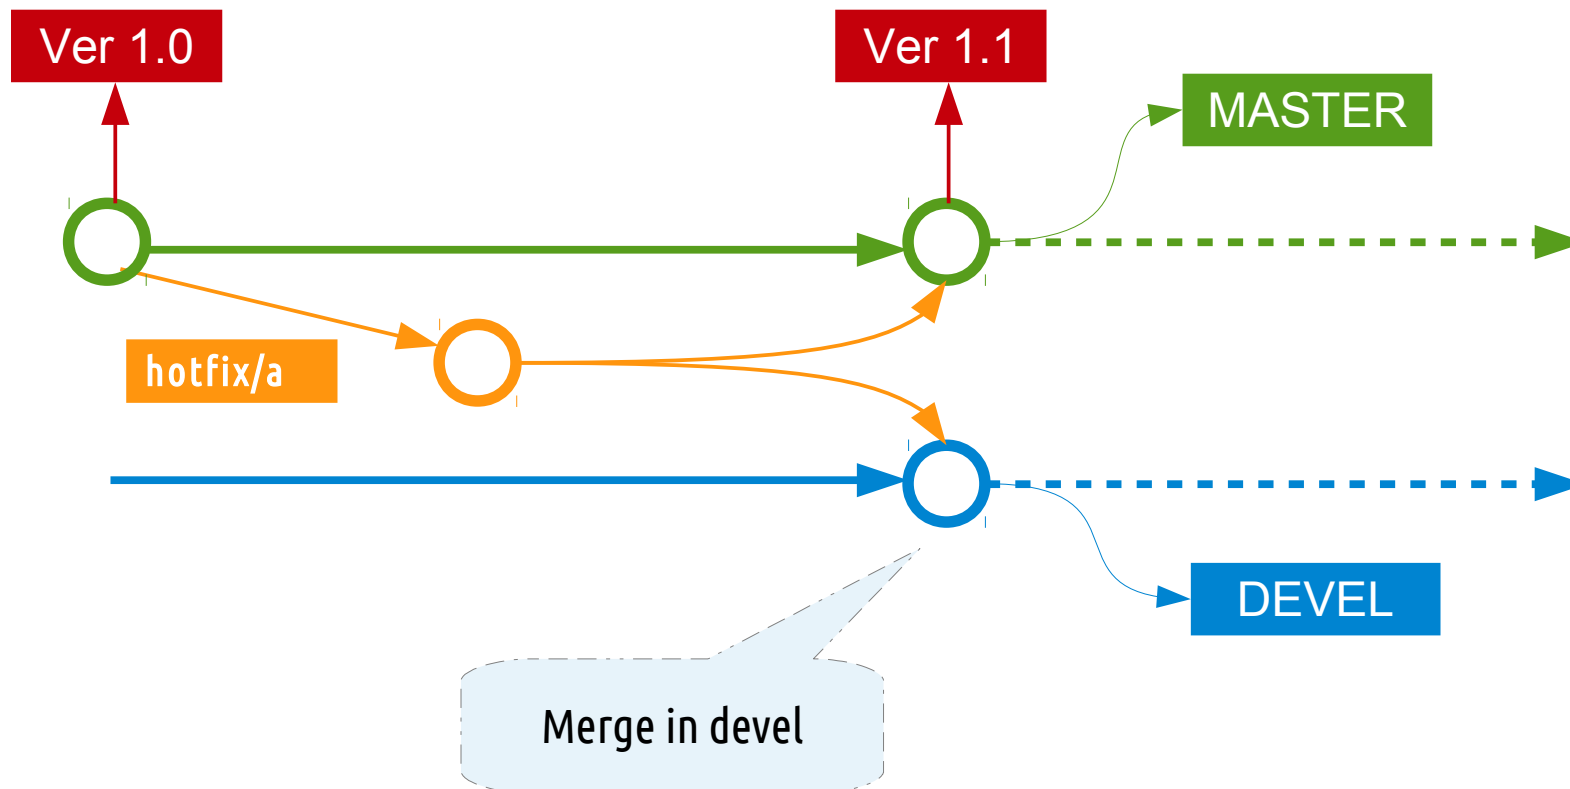 Ver 1.0
Ver 1.1
MASTER
hotfix/a
DEVEL
Merge in devel